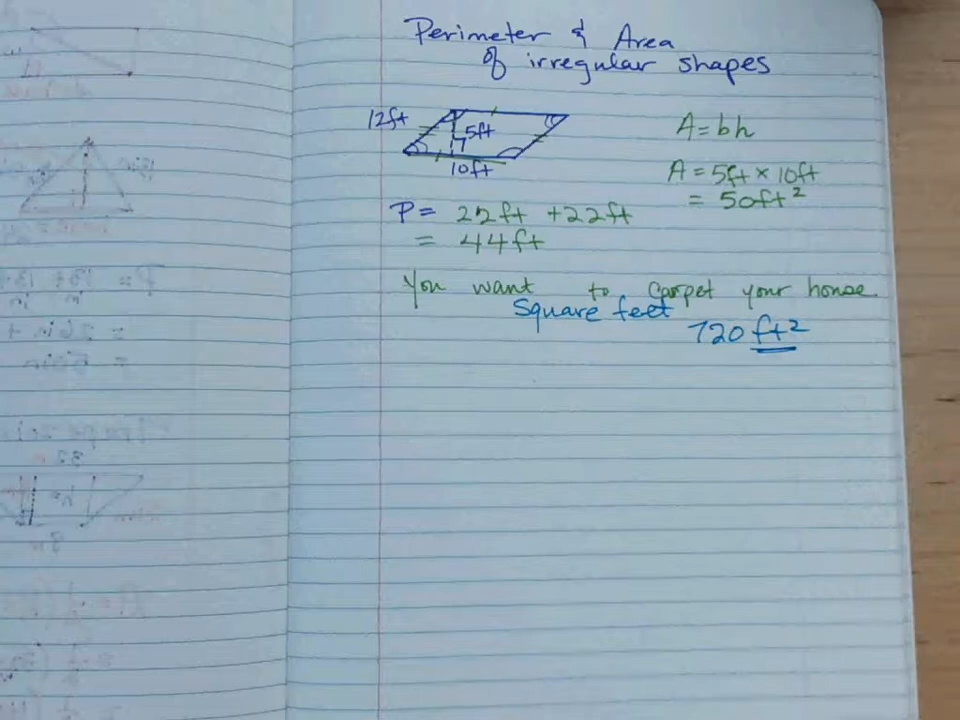 Perimeter & Area
of irregular shapes
12ft
5ft
10ft
A = bh
A = 5ft × 10ft
= 50ft²
P = 22ft + 22ft
= 44ft
You want to carpet your house.
Square feet
720 ft²